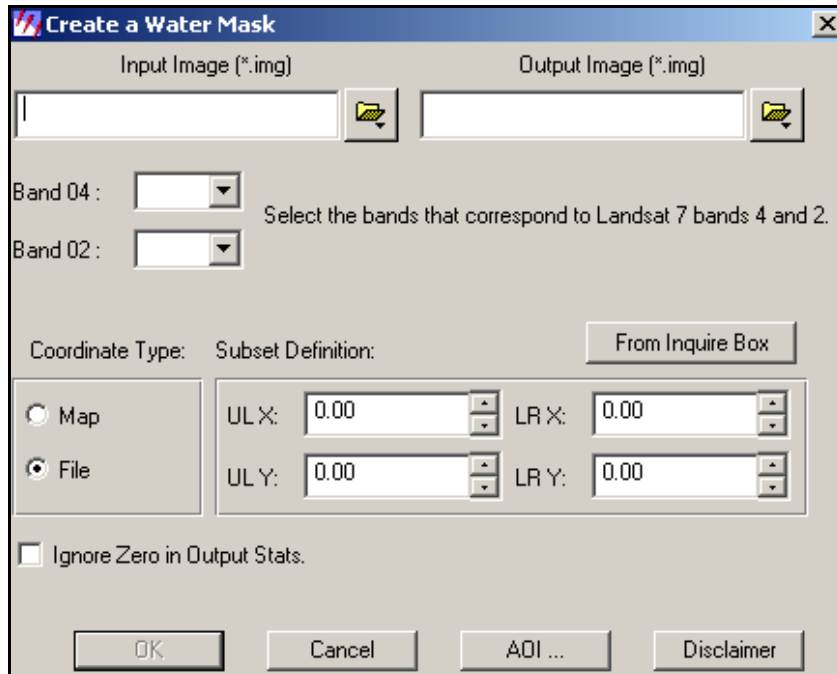 Create a Water Mask
Input Image (*.img) Output Image (*.img)
Band 04 :
Select the bands that correspond to Landsat 7 bands 4 and 2.
Band 02 :
From Inquire Box
Coordinate Type: Subset Definition:
Map UL X: 0.00 LR X: 0.00
File UL Y: 0.00 LR Y: 0.00
Ignore Zero in Output Stats.
OK Cancel AOI ... Disclaimer